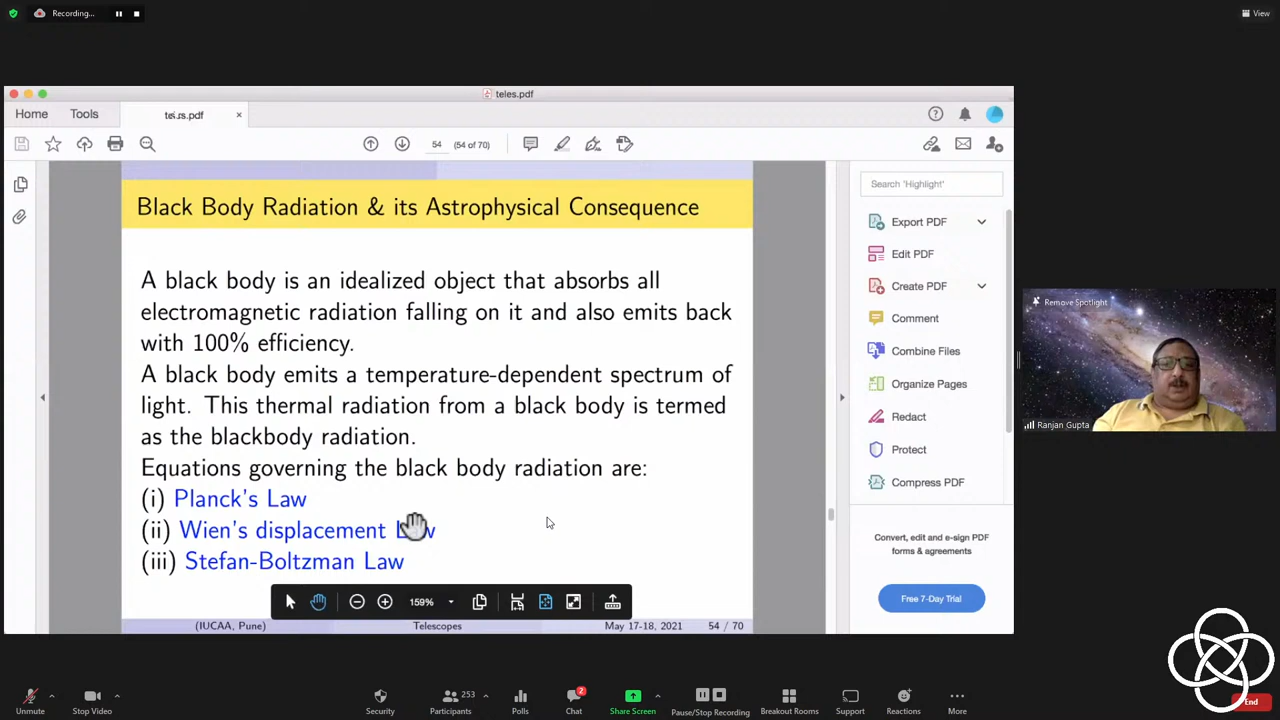 Recording...
View
teles.pdf
Home
Tools
54
(54 of 70)
Search 'Highlight'
Black Body Radiation & its Astrophysical Consequence
A black body is an idealized object that absorbs all
electromagnetic radiation falling on it and also emits back
with 100% efficiency.
A black body emits a temperature-dependent spectrum of
light. This thermal radiation from a black body is termed
as the blackbody radiation.
Equations governing the black body radiation are:
(i) Planck's Law
(ii) Wien's displacement Law
(iii) Stefan-Boltzman Law
159%
(IUCAA, Pune)
Telescopes
May 17-18, 2021
54 / 70
Export PDF
Edit PDF
Create PDF
Comment
Combine Files
Organize Pages
Redact
Protect
Compress PDF
Convert, edit and e-sign PDF
forms & agreements
Free 7-Day Trial
Remove Spotlight
Ranjan Gupta
Unmute
Stop Video
Security
253
Participants
Polls
2
Chat
Share Screen
Pause/Stop Recording
Breakout Rooms
Support
Reactions
More
End